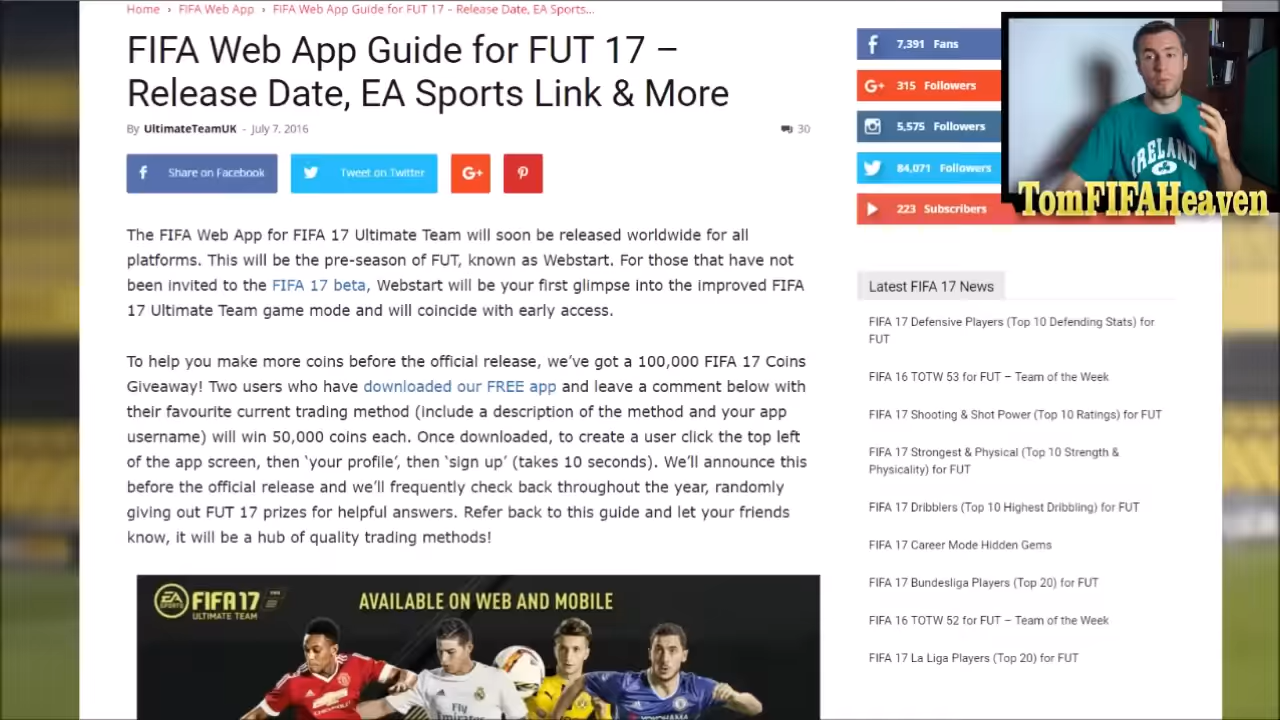 Home › FIFA Web App › FIFA Web App Guide for FUT 17 – Release Date, EA Sports...
FIFA Web App Guide for FUT 17 –
Release Date, EA Sports Link & More
By UltimateTeamUK - July 7, 2016
30
Share on Facebook
Tweet on Twitter
G+
The FIFA Web App for FIFA 17 Ultimate Team will soon be released worldwide for all
platforms. This will be the pre-season of FUT, known as Webstart. For those that have not
been invited to the FIFA 17 beta, Webstart will be your first glimpse into the improved FIFA
17 Ultimate Team game mode and will coincide with early access.
To help you make more coins before the official release, we've got a 100,000 FIFA 17 Coins
Giveaway! Two users who have downloaded our FREE app and leave a comment below with
their favourite current trading method (include a description of the method and your app
username) will win 50,000 coins each. Once downloaded, to create a user click the top left
of the app screen, then 'your profile', then 'sign up' (takes 10 seconds). We'll announce this
before the official release and we'll frequently check back throughout the year, randomly
giving out FUT 17 prizes for helpful answers. Refer back to this guide and let your friends
know, it will be a hub of quality trading methods!
EA SPORTS FIFA 17
ULTIMATE TEAM
AVAILABLE ON WEB AND MOBILE
CHEVROLET
Fly
Emirates
YOKOHAMA
7,391 Fans
G+ 315 Followers
5,575 Followers
84,071 Followers
223 Subscribers
IRELAND
TomFIFAHeaven
Latest FIFA 17 News
FIFA 17 Defensive Players (Top 10 Defending Stats) for
FUT
FIFA 16 TOTW 53 for FUT – Team of the Week
FIFA 17 Shooting & Shot Power (Top 10 Ratings) for FUT
FIFA 17 Strongest & Physical (Top 10 Strength &
Physicality) for FUT
FIFA 17 Dribblers (Top 10 Highest Dribbling) for FUT
FIFA 17 Career Mode Hidden Gems
FIFA 17 Bundesliga Players (Top 20) for FUT
FIFA 16 TOTW 52 for FUT – Team of the Week
FIFA 17 La Liga Players (Top 20) for FUT